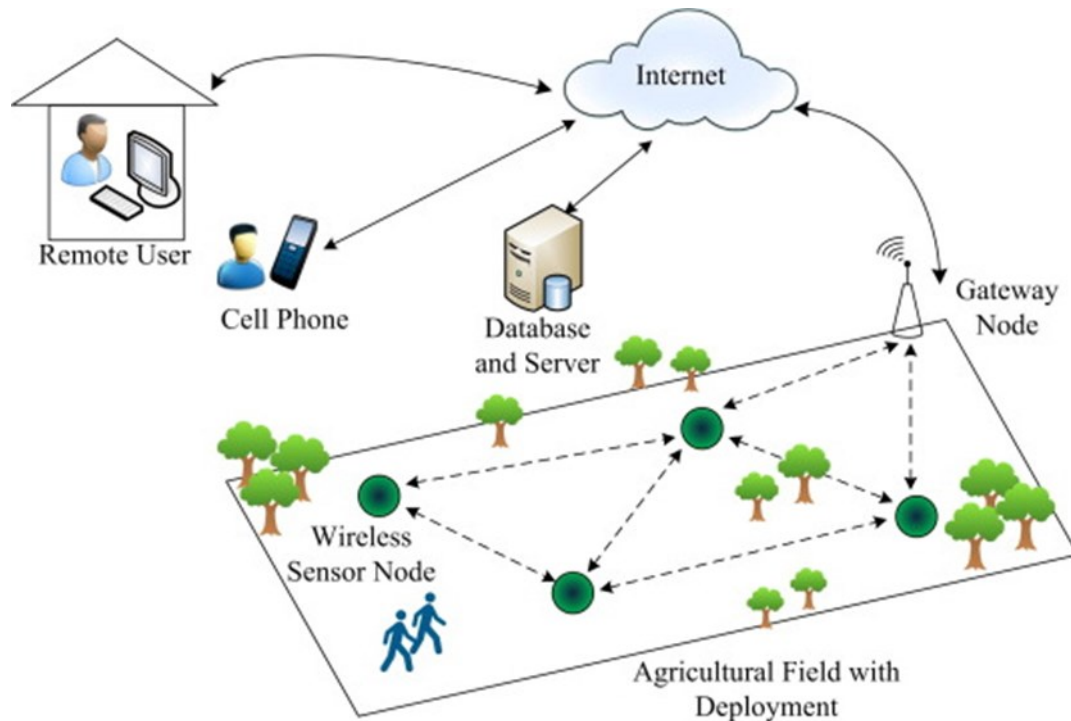 Internet
Remote User
Cell Phone
Database
and Server
Gateway
Node
Wireless
Sensor Node
Agricultural Field with
Deployment